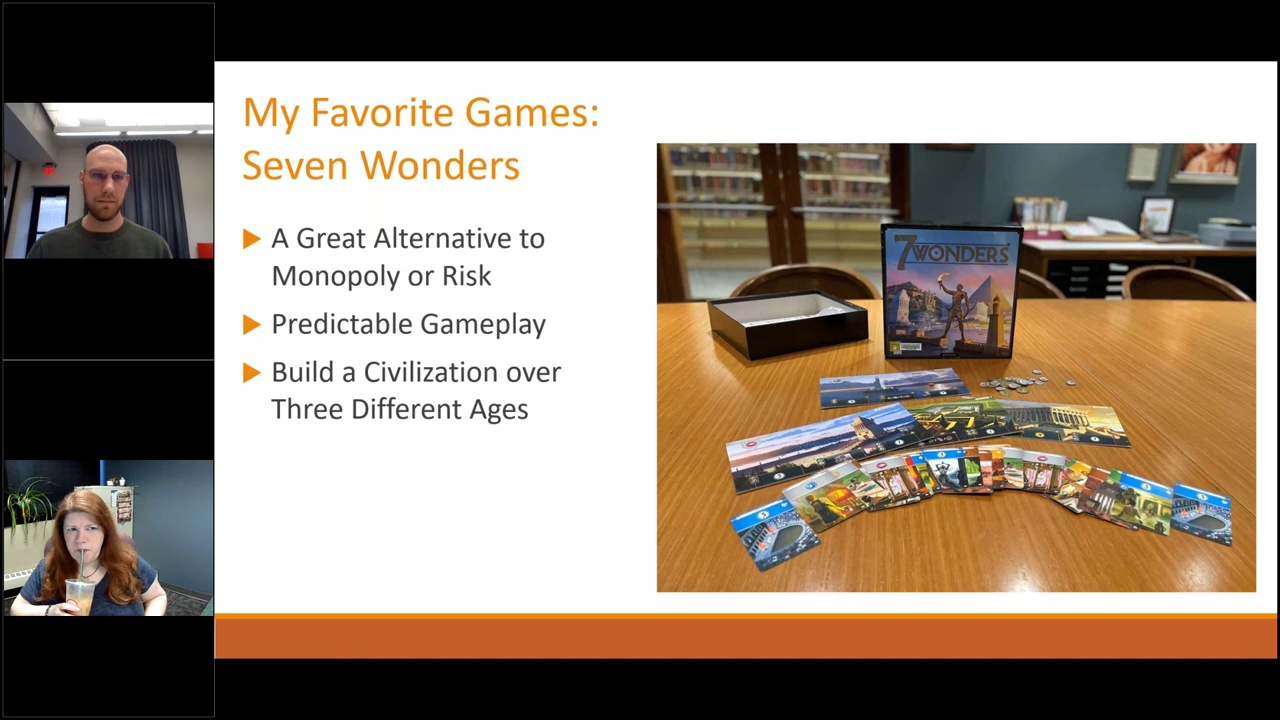 My Favorite Games:
Seven Wonders
A Great Alternative to
Monopoly or Risk
Predictable Gameplay
Build a Civilization over
Three Different Ages
7 WONDERS